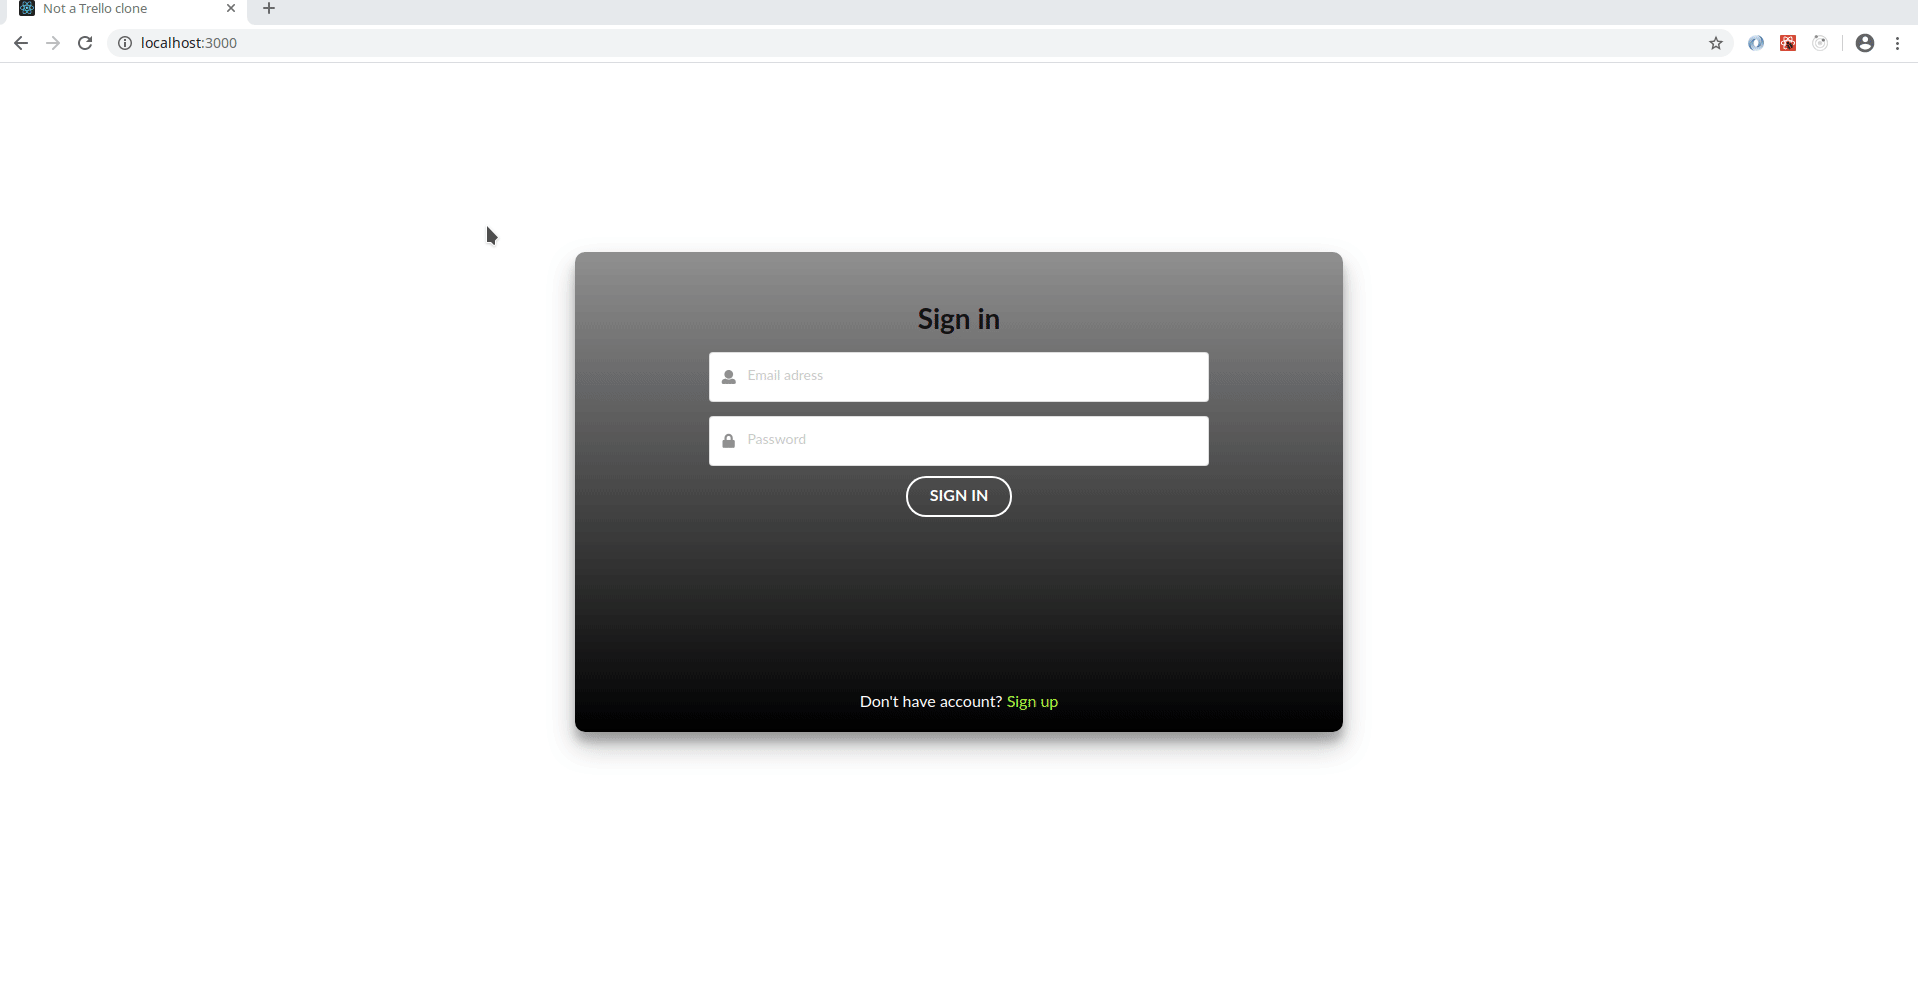 Not a Trello clone
localhost:3000
Sign in
Email adress
Password
SIGN IN
Don't have account? Sign up